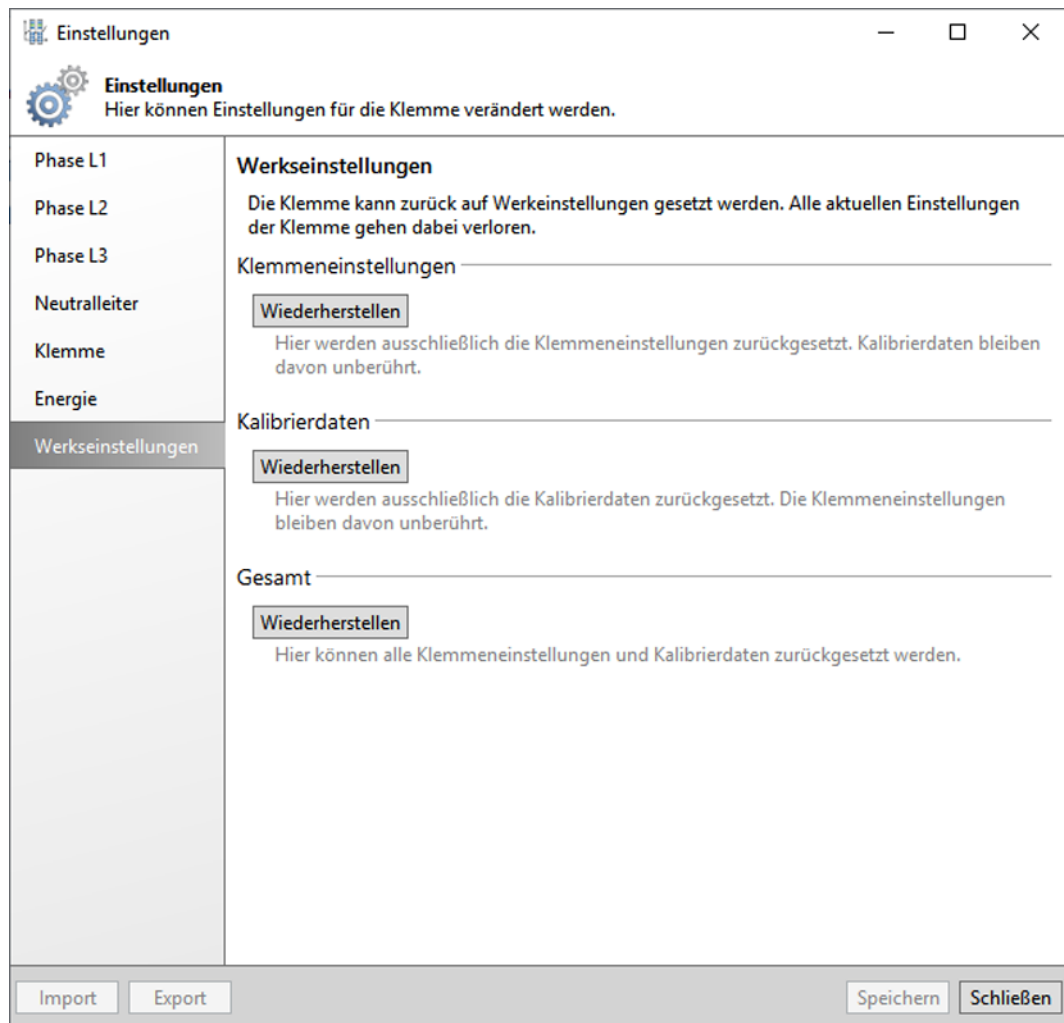 Einstellungen
Einstellungen
Hier können Einstellungen für die Klemme verändert werden.
Phase L1
Phase L2
Phase L3
Neutralleiter
Klemme
Energie
Werkseinstellungen
Werkseinstellungen
Die Klemme kann zurück auf Werkeinstellungen gesetzt werden. Alle aktuellen Einstellungen
der Klemme gehen dabei verloren.
Klemmeneinstellungen
Wiederherstellen
Hier werden ausschließlich die Klemmeneinstellungen zurückgesetzt. Kalibrierdaten bleiben
davon unberührt.
Kalibrierdaten
Wiederherstellen
Hier werden ausschließlich die Kalibrierdaten zurückgesetzt. Die Klemmeneinstellungen
bleiben davon unberührt.
Gesamt
Wiederherstellen
Hier können alle Klemmeneinstellungen und Kalibrierdaten zurückgesetzt werden.
Import
Export
Speichern
Schließen